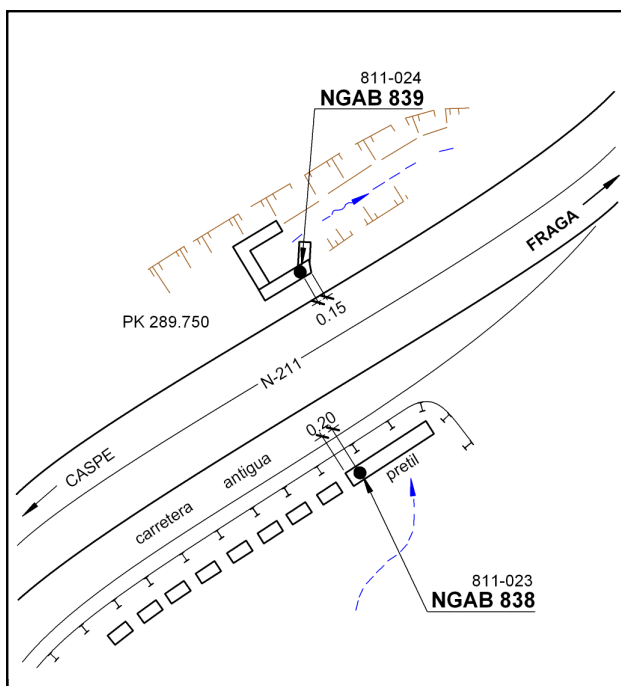 811-024
NGAB 839
FRAGA
0.15
PK 289.750
N-211
0.20
CASPE
carretera antigua
pretil
811-023
NGAB 838